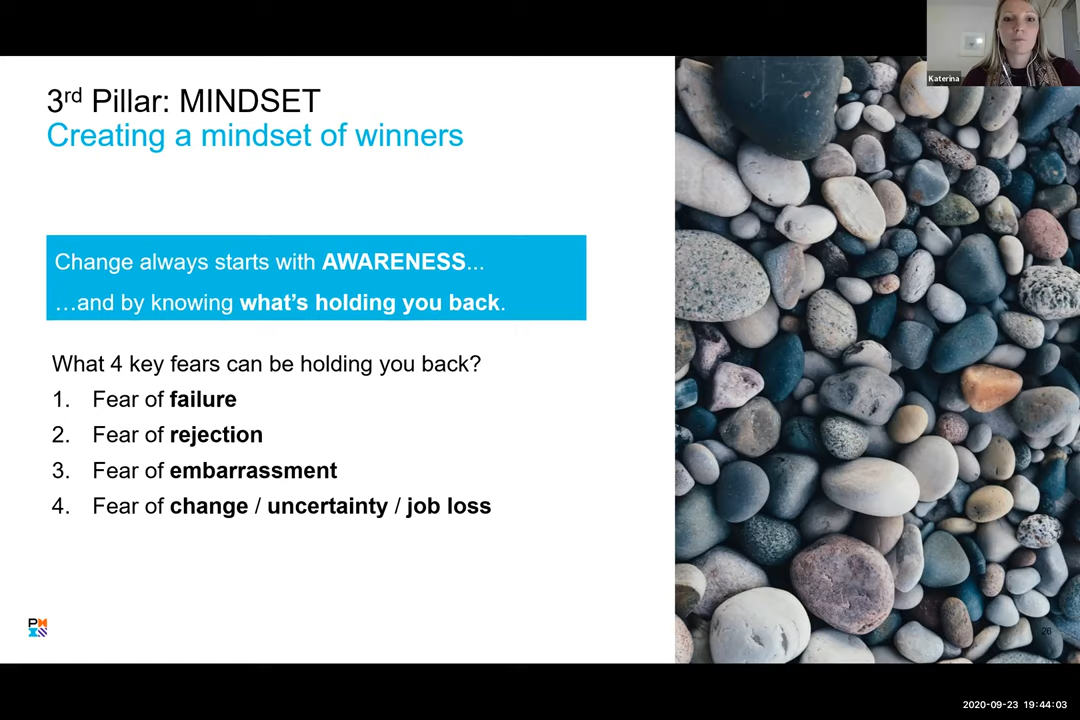 Katerina
3rd Pillar: MINDSET
Creating a mindset of winners
Change always starts with AWARENESS...
…and by knowing what’s holding you back.
What 4 key fears can be holding you back?
1. Fear of failure
2. Fear of rejection
3. Fear of embarrassment
4. Fear of change / uncertainty / job loss
26
2020-09-23 19:44:03